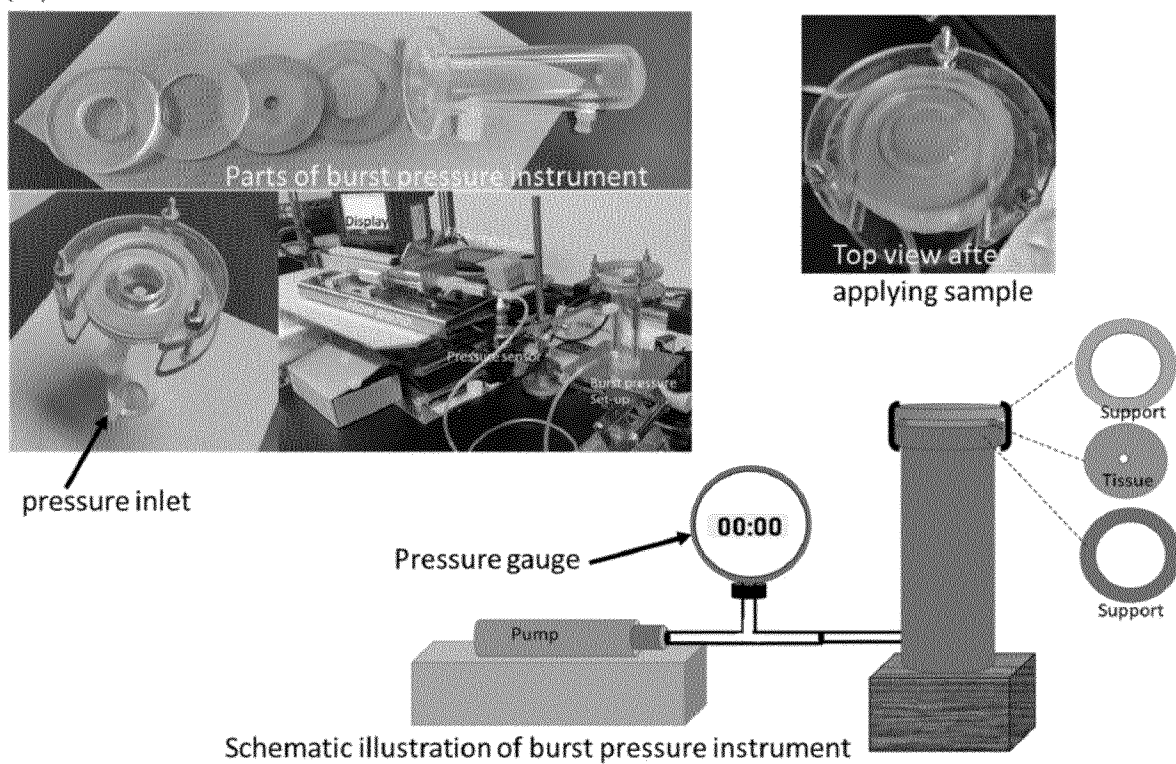 Parts of burst pressure instrument
Display
Pressure sensor
Burst pressure
Set-up
pressure inlet
Top view after
applying sample
Support
Tissue
Support
Pressure gauge
00:00
Pump
Schematic illustration of burst pressure instrument